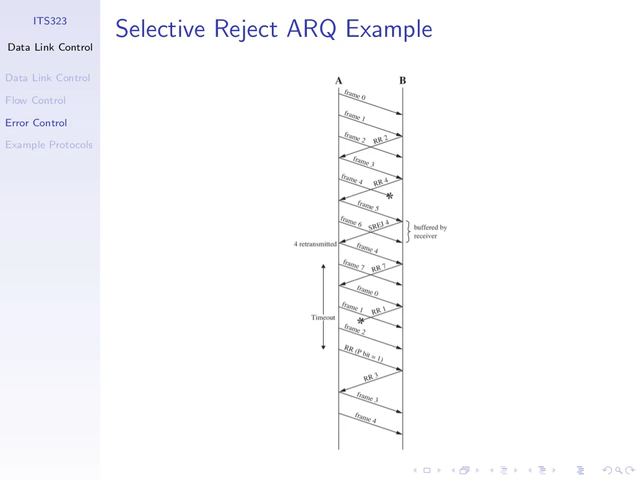 ITS323
Data Link Control
Data Link Control
Flow Control
Error Control
Example Protocols
Selective Reject ARQ Example
A
B
frame 0
frame 1
frame 2
RR 2
frame 3
frame 4
RR 4
*
frame 5
frame 6
SREJ 4
buffered by
receiver
4 retransmitted
frame 4
frame 7
RR 7
frame 0
frame 1
RR 1
*
Timeout
frame 2
RR (P bit = 1)
RR 3
frame 3
frame 4